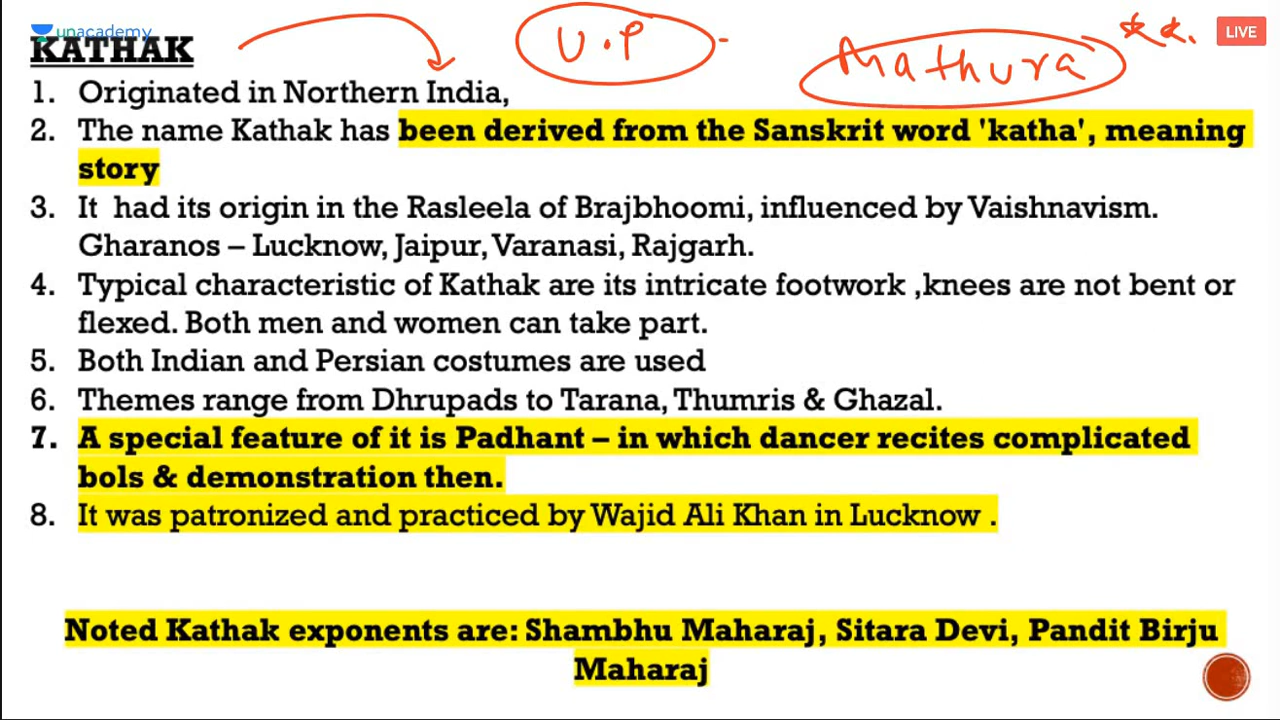 unacademy
KATHAK
U.P
Mathura
LIVE
1. Originated in Northern India,
2. The name Kathak has been derived from the Sanskrit word 'katha', meaning
story
3. It had its origin in the Rasleela of Brajbhoomi, influenced by Vaishnavism.
Gharanos – Lucknow, Jaipur, Varanasi, Rajgarh.
4. Typical characteristic of Kathak are its intricate footwork ,knees are not bent or
flexed. Both men and women can take part.
5. Both Indian and Persian costumes are used
6. Themes range from Dhrupads to Tarana, Thumris & Ghazal.
7. A special feature of it is Padhant – in which dancer recites complicated
bols & demonstration then.
8. It was patronized and practiced by Wajid Ali Khan in Lucknow .
Noted Kathak exponents are: Shambhu Maharaj, Sitara Devi, Pandit Birju
Maharaj